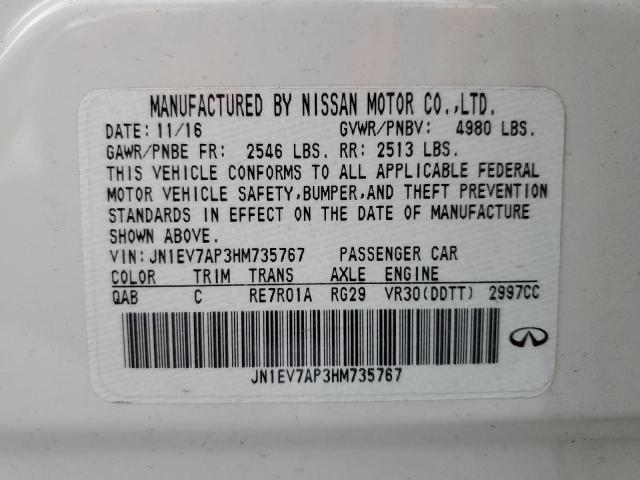 MANUFACTURED BY NISSAN MOTOR CO.,LTD.
DATE: 11/16 GVWR/PNBV: 4980 LBS.
GAWR/PNBE FR: 2546 LBS. RR: 2513 LBS.
THIS VEHICLE CONFORMS TO ALL APPLICABLE FEDERAL
MOTOR VEHICLE SAFETY,BUMPER,AND THEFT PREVENTION
STANDARDS IN EFFECT ON THE DATE OF MANUFACTURE
SHOWN ABOVE.
VIN: JN1EV7AP3HM735767 PASSENGER CAR
COLOR TRIM TRANS AXLE ENGINE
QAB C RE7R01A RG29 VR30(DDTT) 2997CC
JN1EV7AP3HM735767